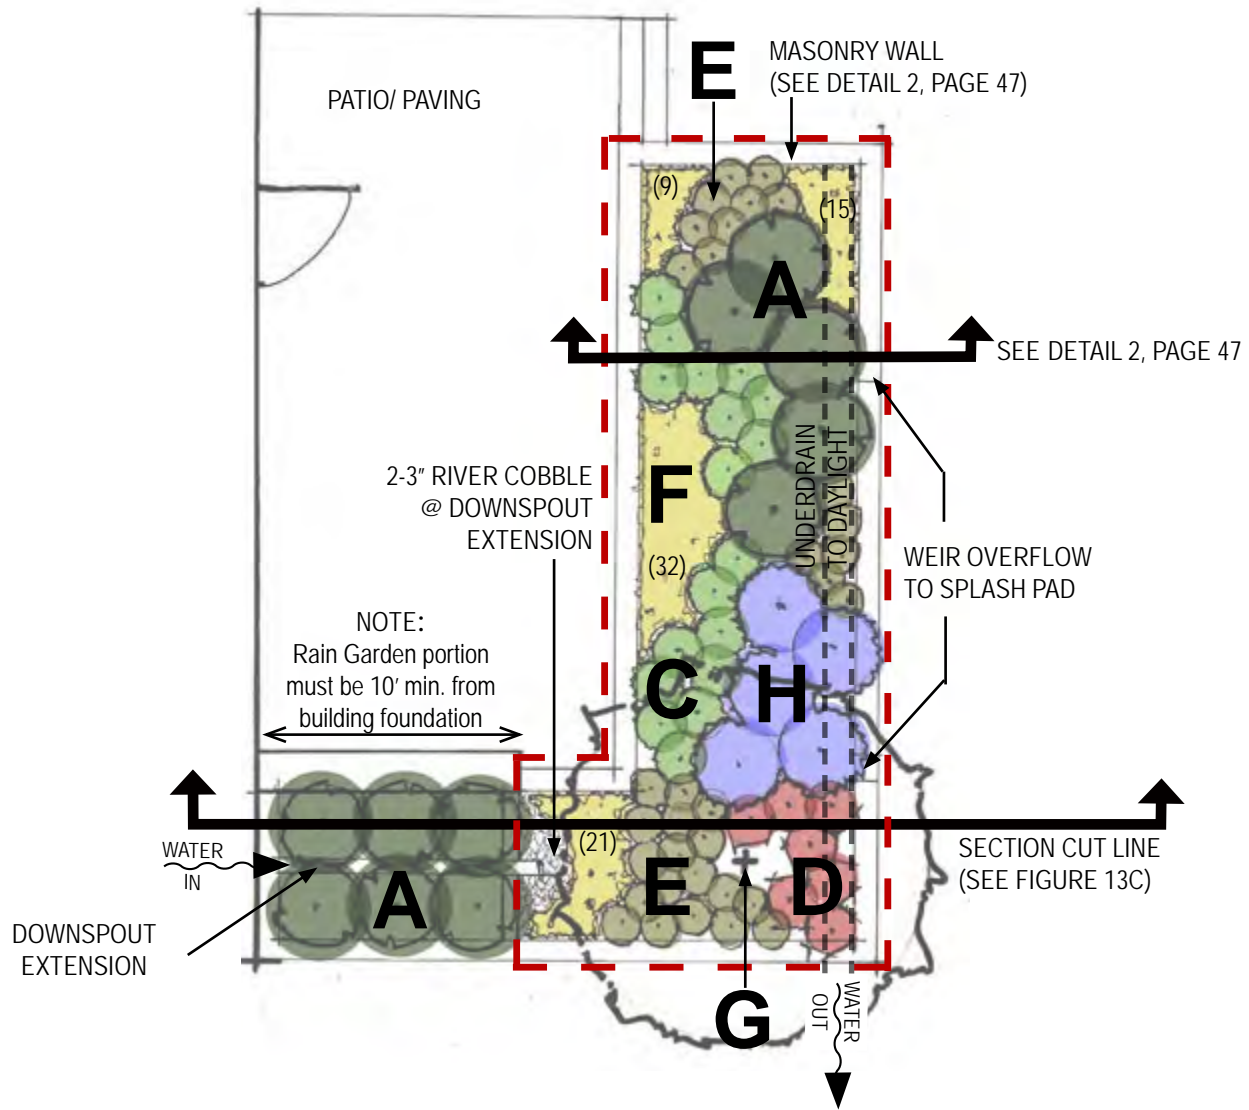 E
MASONRY WALL
(SEE DETAIL 2, PAGE 47)
PATIO/ PAVING
(9)
(15)
A
SEE DETAIL 2, PAGE 47
2-3" RIVER COBBLE
@ DOWNSPOUT
EXTENSION
F
(32)
UNDERDRAIN
TO DAYLIGHT
WEIR OVERFLOW
TO SPLASH PAD
NOTE:
Rain Garden portion
must be 10' min. from
building foundation
C
H
WATER
IN
(21)
A
E
D
SECTION CUT LINE
(SEE FIGURE 13C)
DOWNSPOUT
EXTENSION
G
WATER
OUT